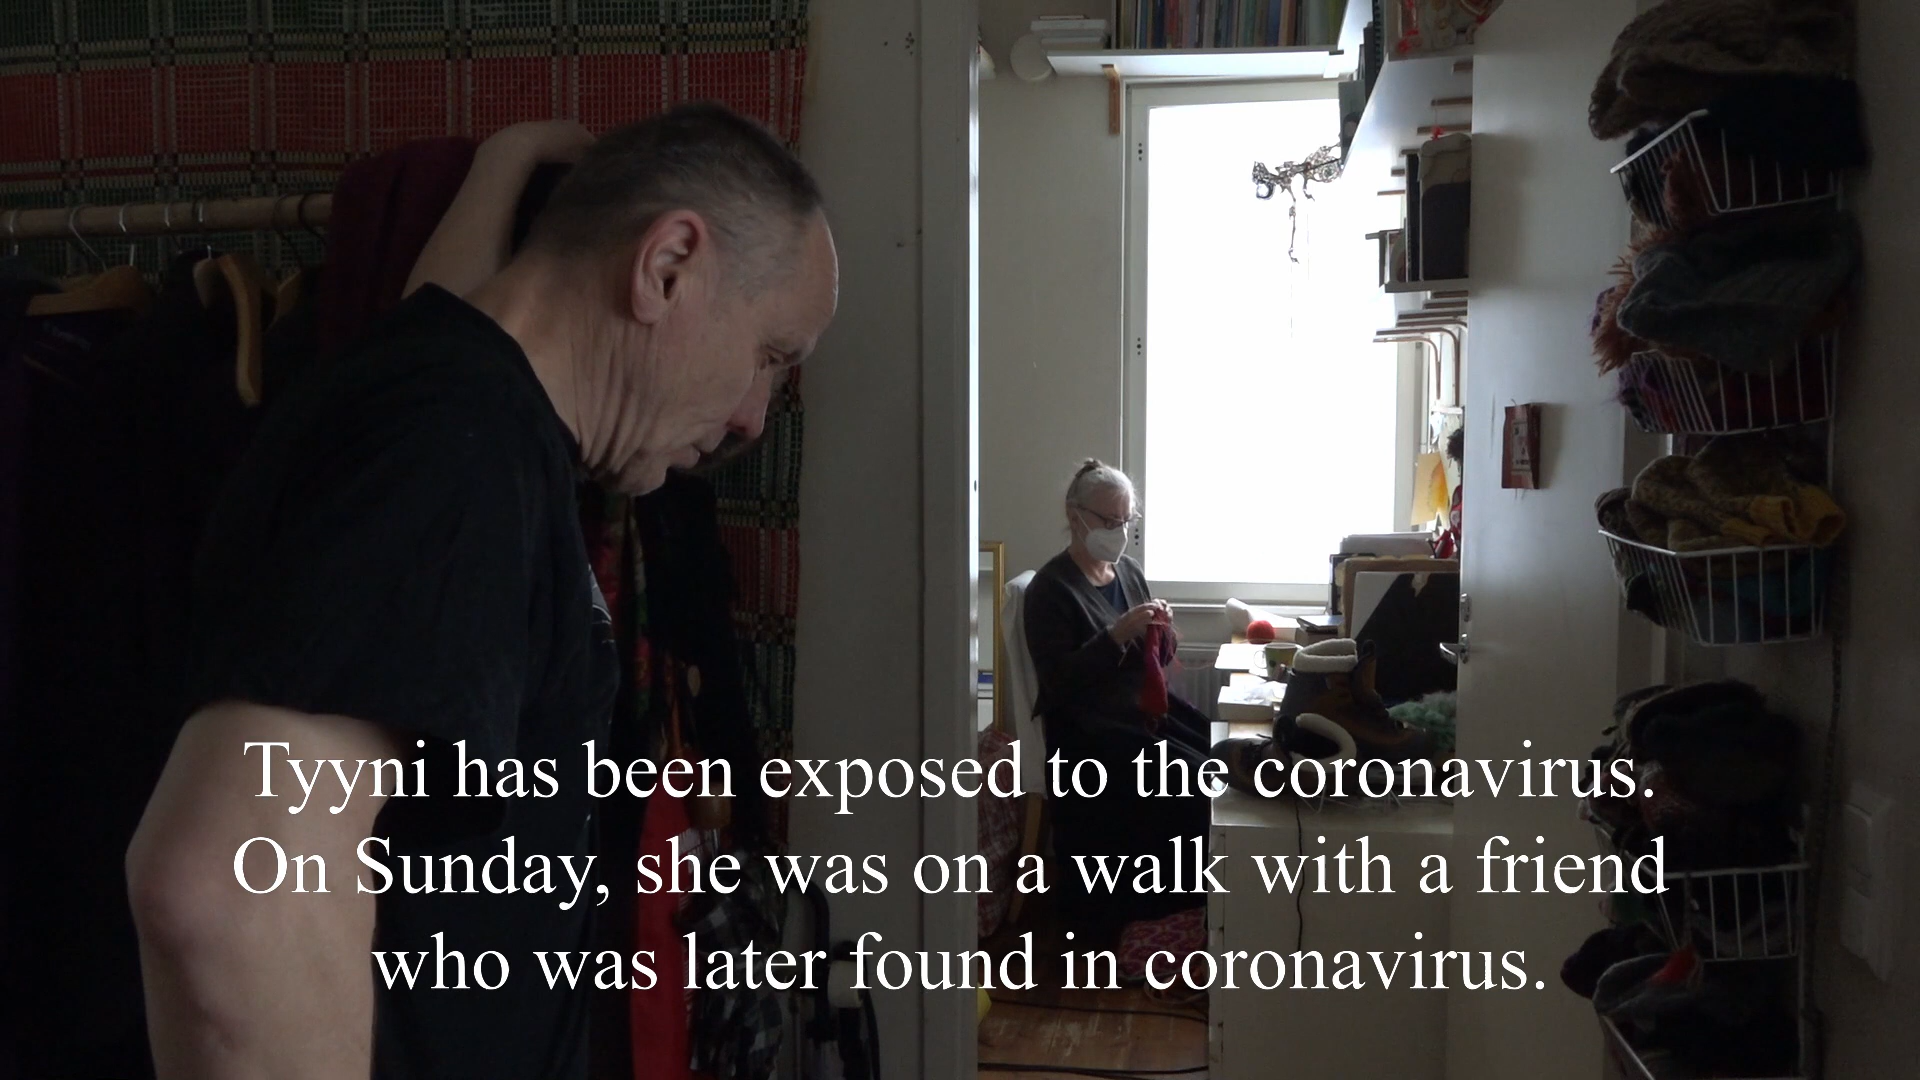 Tyyni has been exposed to the coronavirus.
On Sunday, she was on a walk with a friend
who was later found in coronavirus.